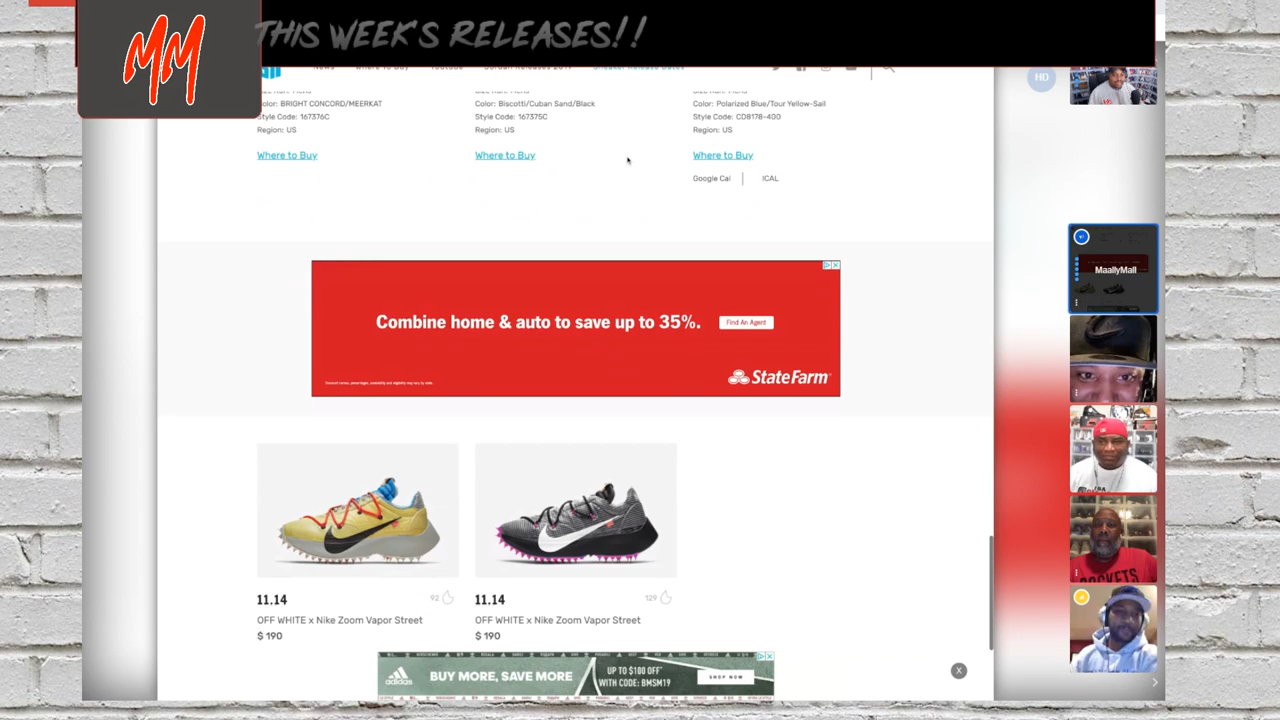 MM
THIS WEEK'S RELEASES!!
HD
Color: BRIGHT CONCORD/MEERKAT
Style Code: 167376C
Region: US
Where to Buy
Color: Biscotti/Cuban Sand/Black
Style Code: 167375C
Region: US
Where to Buy
Color: Polarized Blue/Tour Yellow-Sail
Style Code: CD8178-400
Region: US
Where to Buy
Google Cal
ICAL
Combine home & auto to save up to 35%.
Find An Agent
StateFarm
MaallyMall
11.14
92
OFF WHITE x Nike Zoom Vapor Street
$ 190
11.14
129
OFF WHITE x Nike Zoom Vapor Street
$ 190
adidas
BUY MORE, SAVE MORE
UP TO $100 OFF*
WITH CODE: BMSM19
SHOP NOW
X